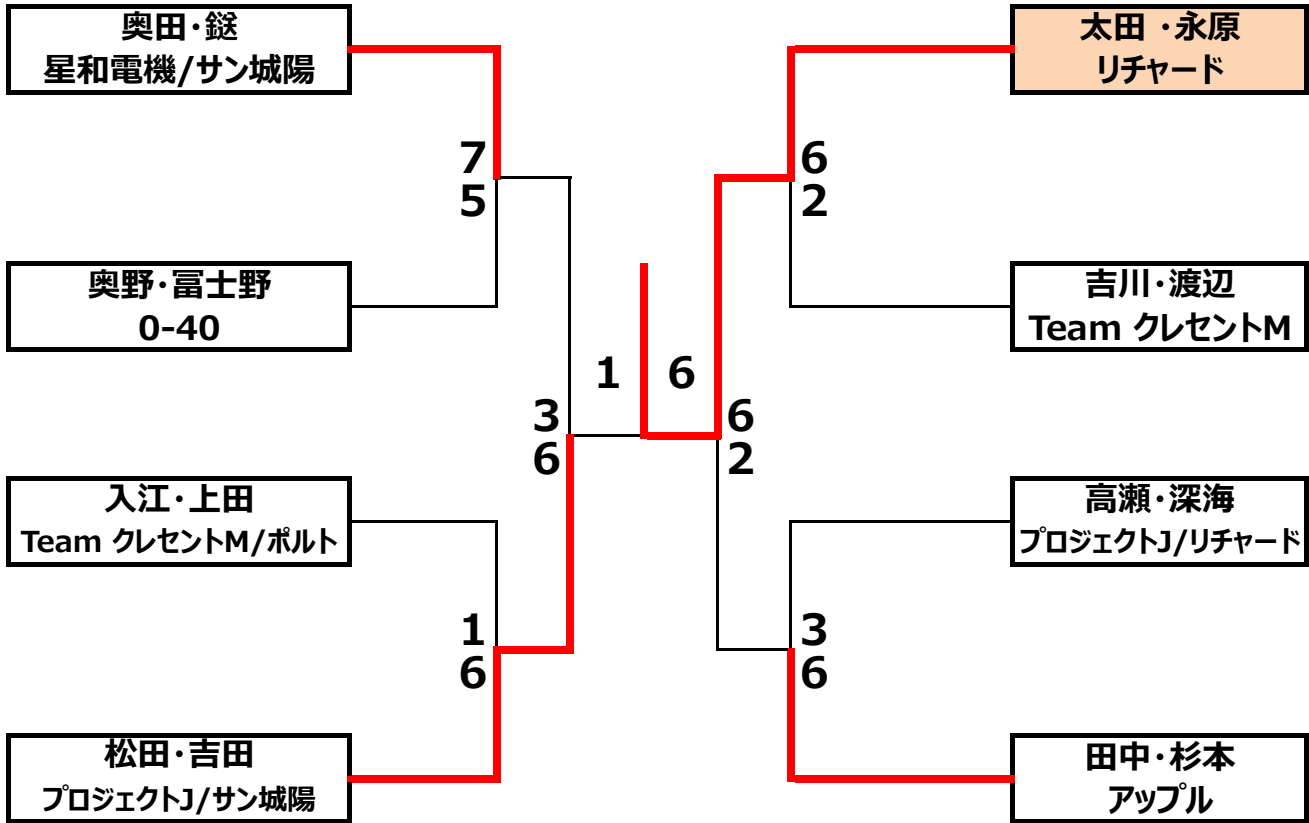 奥田・鎹
星和電機/サン城陽
太田 ・永原
リチャード
7
5
6
2
奥野・冨士野
0-40
吉川・渡辺
Team クレセントM
1
6
3
6
6
2
入江・上田
Team クレセントM/ポルト
高瀬・深海
プロジェクトJ/リチャード
1
6
3
6
松田・吉田
プロジェクトJ/サン城陽
田中・杉本
アップル